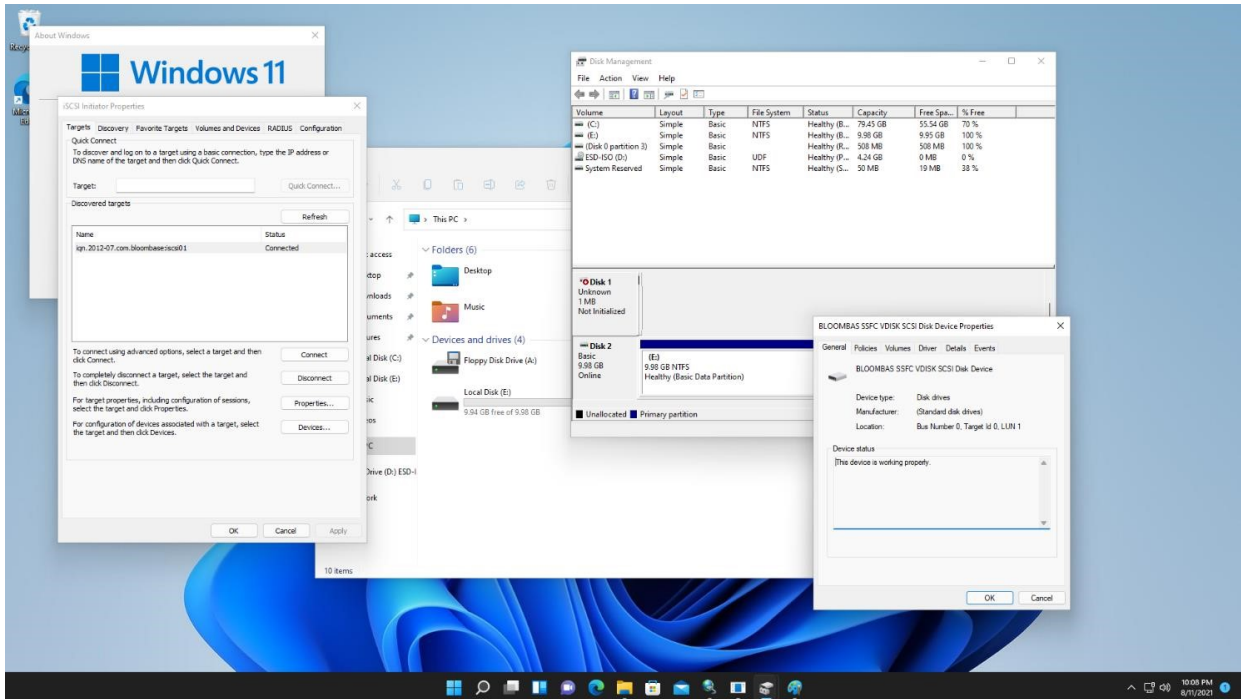 About Windows
Windows 11
iSCSI Initiator Properties
Targets Discovery Favorite Targets Volumes and Devices RADIUS Configuration
Quick Connect
To discover and log on to a target using a basic connection, type the IP address or
DNS name of the target and then click Quick Connect.
Target:
Quick Connect...
Discovered targets
Refresh
Name Status
iqn.2012-07.com.bloombase:iscsi01 Connected
To connect using advanced options, select a target and then
click Connect.
Connect
To completely disconnect a target, select the target and
then click Disconnect.
Disconnect
For target properties, including configuration of sessions,
select the target and click Properties.
Properties...
For configuration of devices associated with a target, select
the target and then click Devices.
Devices...
OK Cancel Apply
This PC
Folders (6)
Desktop
Music
Devices and drives (4)
Floppy Disk Drive (A:)
Local Disk (E:)
9.94 GB free of 9.98 GB
access
al Disk (C:)
al Disk (E:)
Drive (D:) ESD-I
10 items
Disk Management
File Action View Help
Volume Layout Type File System Status Capacity Free Spa... % Free
(C:) Simple Basic NTFS Healthy (B... 79.45 GB 55.54 GB 70 %
(E:) Simple Basic NTFS Healthy (B... 9.98 GB 9.95 GB 100 %
(Disk 0 partition 3) Simple Basic Healthy (R... 508 MB 508 MB 100 %
ESD-ISO (D:) Simple Basic UDF Healthy (P... 4.24 GB 0 MB 0 %
System Reserved Simple Basic NTFS Healthy (S... 50 MB 19 MB 38 %
Disk 1
Unknown
1 MB
Not Initialized
Disk 2
Basic
9.98 GB
Online
(E:)
9.98 GB NTFS
Healthy (Basic Data Partition)
Unallocated Primary partition
BLOOMBAS SSFC VDISK SCSI Disk Device Properties
General Policies Volumes Driver Details Events
BLOOMBAS SSFC VDISK SCSI Disk Device
Device type: Disk drives
Manufacturer: (Standard disk drives)
Location: Bus Number 0, Target Id 0, LUN 1
Device status
This device is working properly.
OK Cancel
10:08 PM
8/11/2021